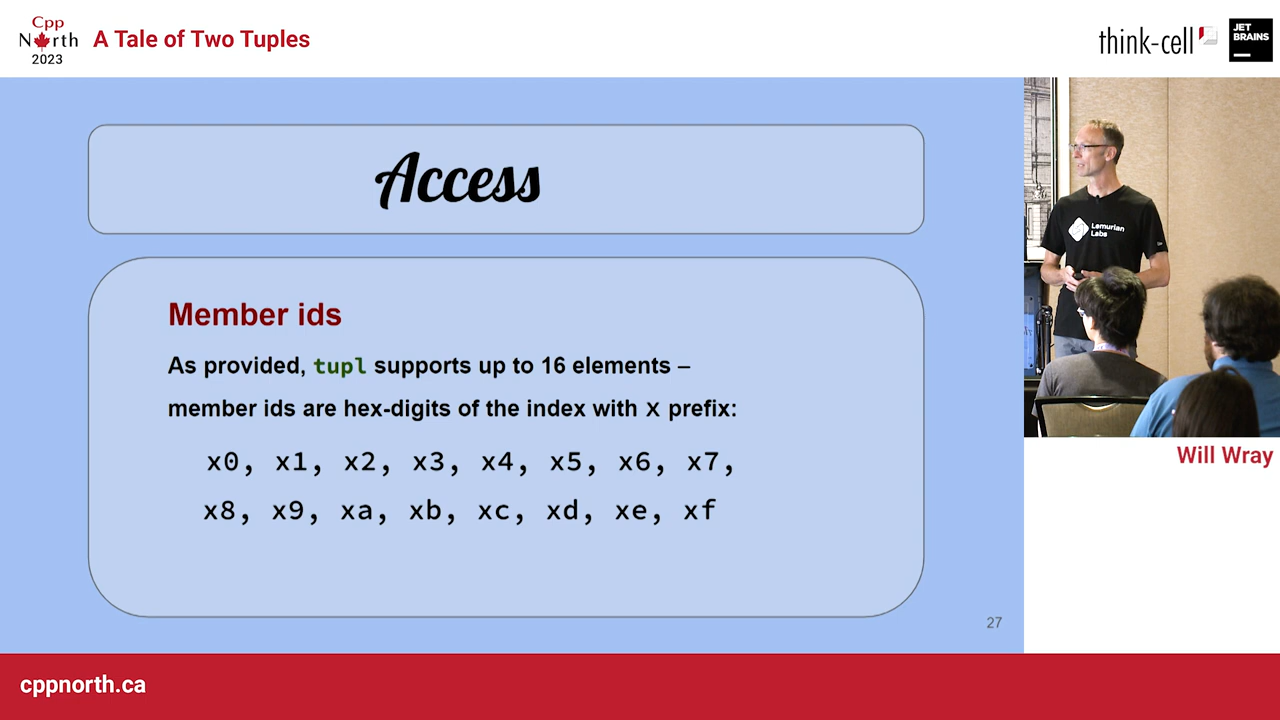 Cpp
North
2023
A Tale of Two Tuples
think-cell
JET
BRAINS
Access
Member ids
As provided, tupl supports up to 16 elements –
member ids are hex-digits of the index with x prefix:
x0, x1, x2, x3, x4, x5, x6, x7,
x8, x9, xa, xb, xc, xd, xe, xf
27
Lemurian
Labs
Will Wray
cppnorth.ca